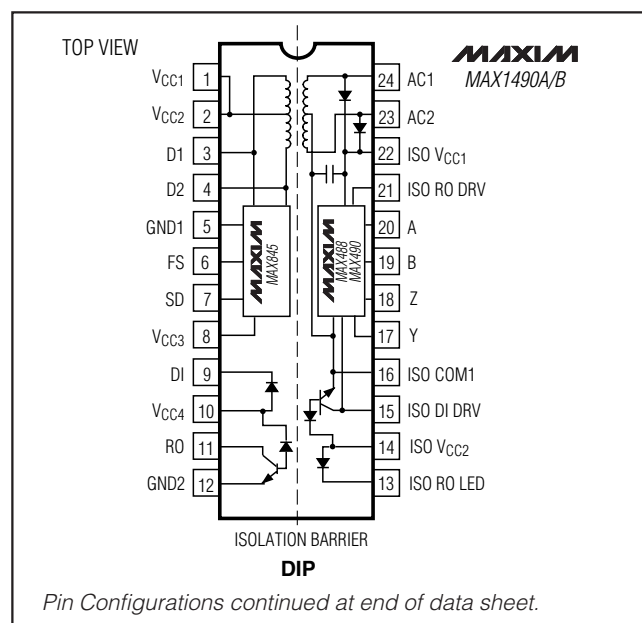 TOP VIEW
MAXIM
MAX1490A/B
VCC1 1
VCC2 2
D1 3
D2 4
GND1 5
FS 6
SD 7
VCC3 8
DI 9
VCC4 10
RO 11
GND2 12
24 AC1
23 AC2
22 ISO VCC1
21 ISO RO DRV
20 A
19 B
18 Z
17 Y
16 ISO COM1
15 ISO DI DRV
14 ISO VCC2
13 ISO RO LED
MAXIM
MAX845
MAXIM
MAX488
MAX490
ISOLATION BARRIER
DIP
Pin Configurations continued at end of data sheet.